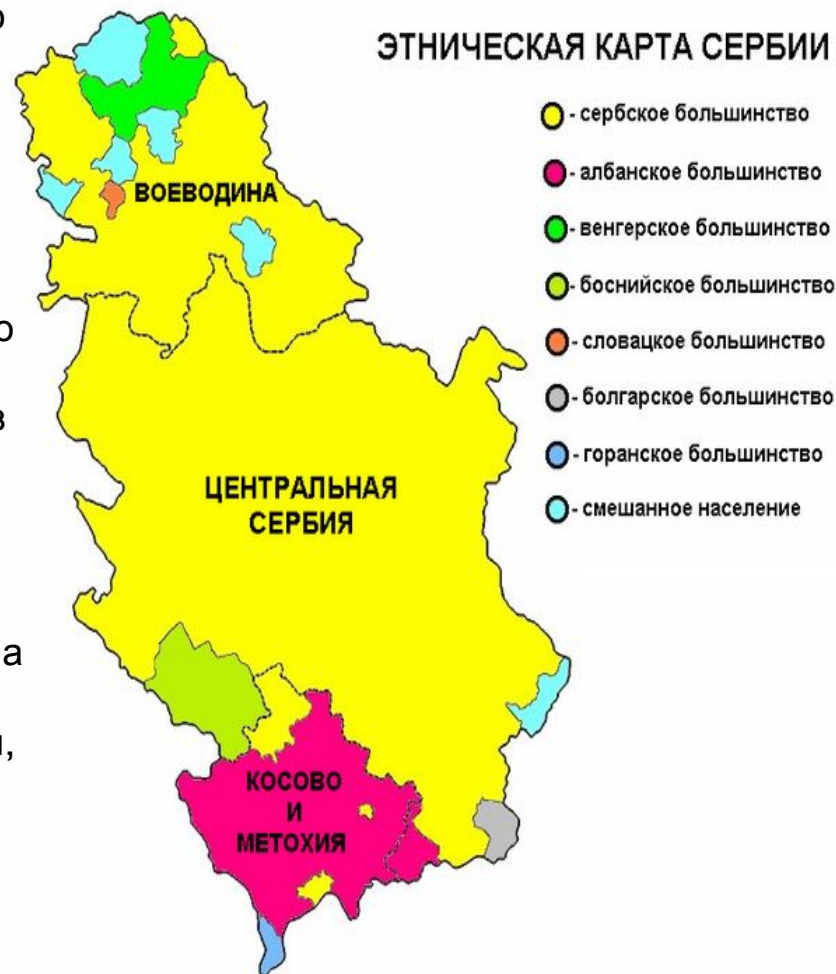 о
ЭТНИЧЕСКАЯ КАРТА СЕРБИИ
- сербское большинство
- албанское большинство
- венгерское большинство
- боснийское большинство
- словацкое большинство
- болгарское большинство
- горанское большинство
- смешанное население
ВОЕВОДИНА
о
в
ЦЕНТРАЛЬНАЯ
СЕРБИЯ
а
,
КОСОВО
И
МЕТОХИЯ